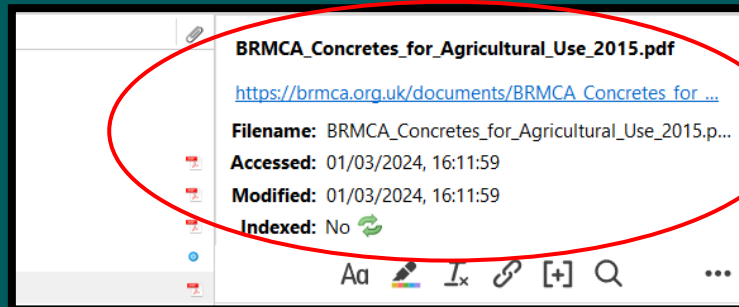 BRMCA_Concretes_for_Agricultural_Use_2015.pdf
https://brmca.org.uk/documents/BRMCA_Concretes_for_...
Filename: BRMCA_Concretes_for_Agricultural_Use_2015.p...
Accessed: 01/03/2024, 16:11:59
Modified: 01/03/2024, 16:11:59
Indexed: No
Aa